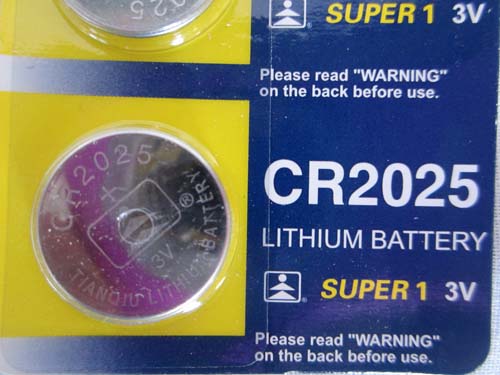 2025
SUPER 1 3V
Please read "WARNING"
on the back before use.
CR2025
+
TIANQIU LITHIUM BATTERY®
3V
CR2025
LITHIUM BATTERY
SUPER 1 3V
Please read "WARNING"
on the back before use.